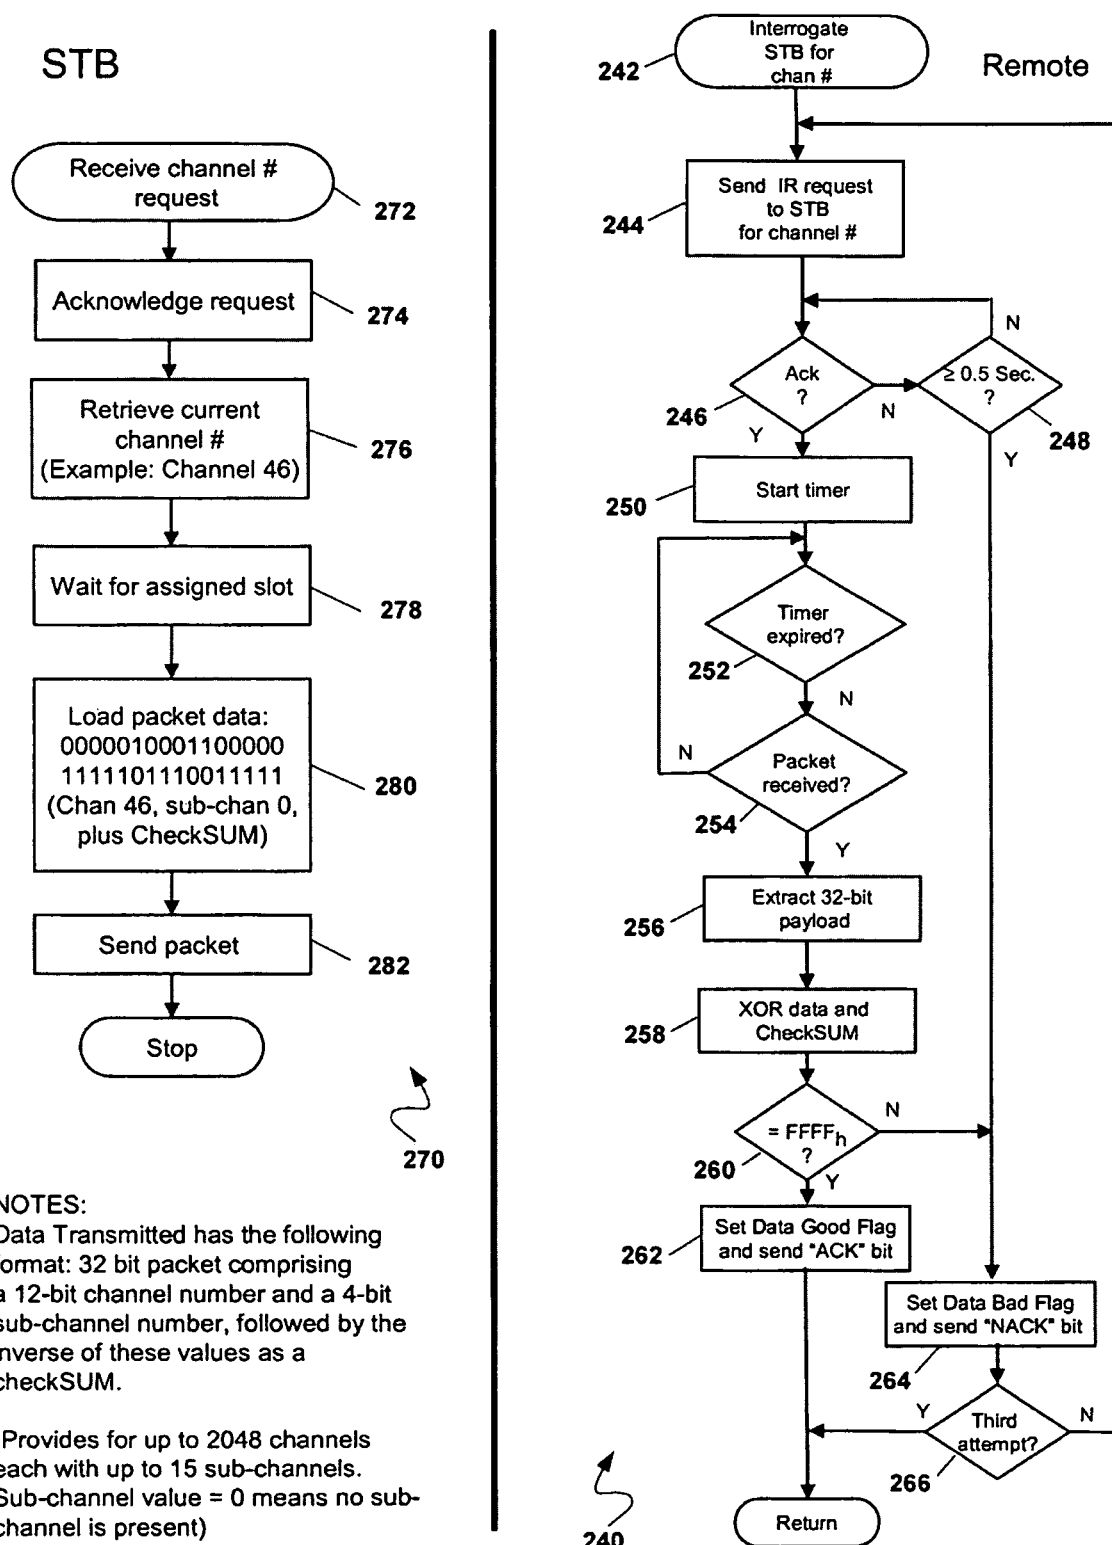 STB
Receive channel #
request
272
Acknowledge request
274
Retrieve current
channel #
(Example: Channel 46)
276
Wait for assigned slot
278
Load packet data:
0000010001100000
1111101110011111
(Chan 46, sub-chan 0,
plus CheckSUM)
280
Send packet
282
Stop
270
NOTES:
Data Transmitted has the following
format: 32 bit packet comprising
a 12-bit channel number and a 4-bit
sub-channel number, followed by the
inverse of these values as a
checkSUM.
(Provides for up to 2048 channels
each with up to 15 sub-channels.
Sub-channel value = 0 means no sub-
channel is present)
Remote
Interrogate
STB for
chan #
242
Send IR request
to STB
for channel #
244
Ack
?
246
N
Y
≥ 0.5 Sec.
?
248
N
Y
Start timer
250
Timer
expired?
252
N
Packet
received?
254
N
Y
Extract 32-bit
payload
256
XOR data and
CheckSUM
258
= FFFFh
?
260
N
Y
Set Data Good Flag
and send "ACK" bit
262
Set Data Bad Flag
and send "NACK" bit
264
Third
attempt?
266
Y
N
Return
240